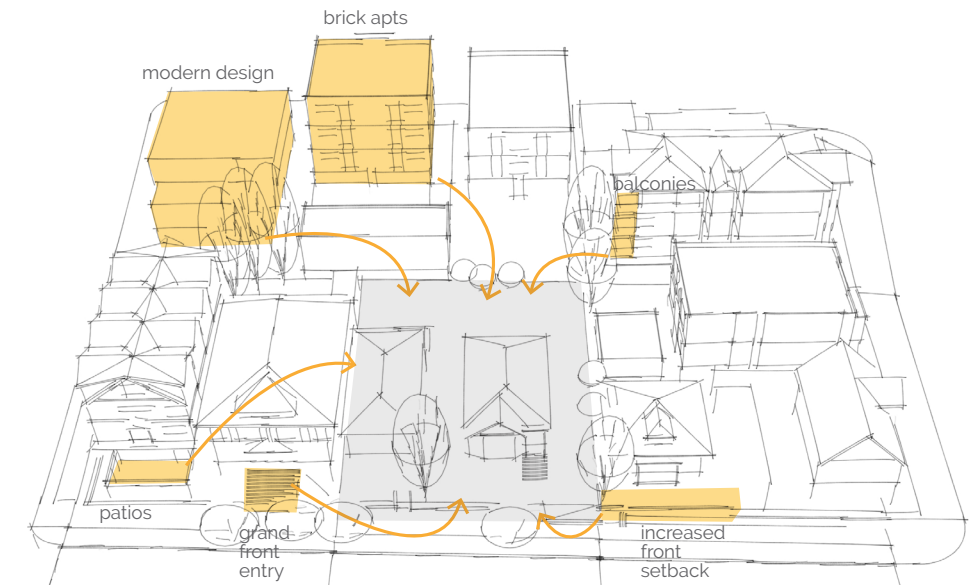 brick apts
modern design
balconies
patios
grand
front
entry
increased
front
setback